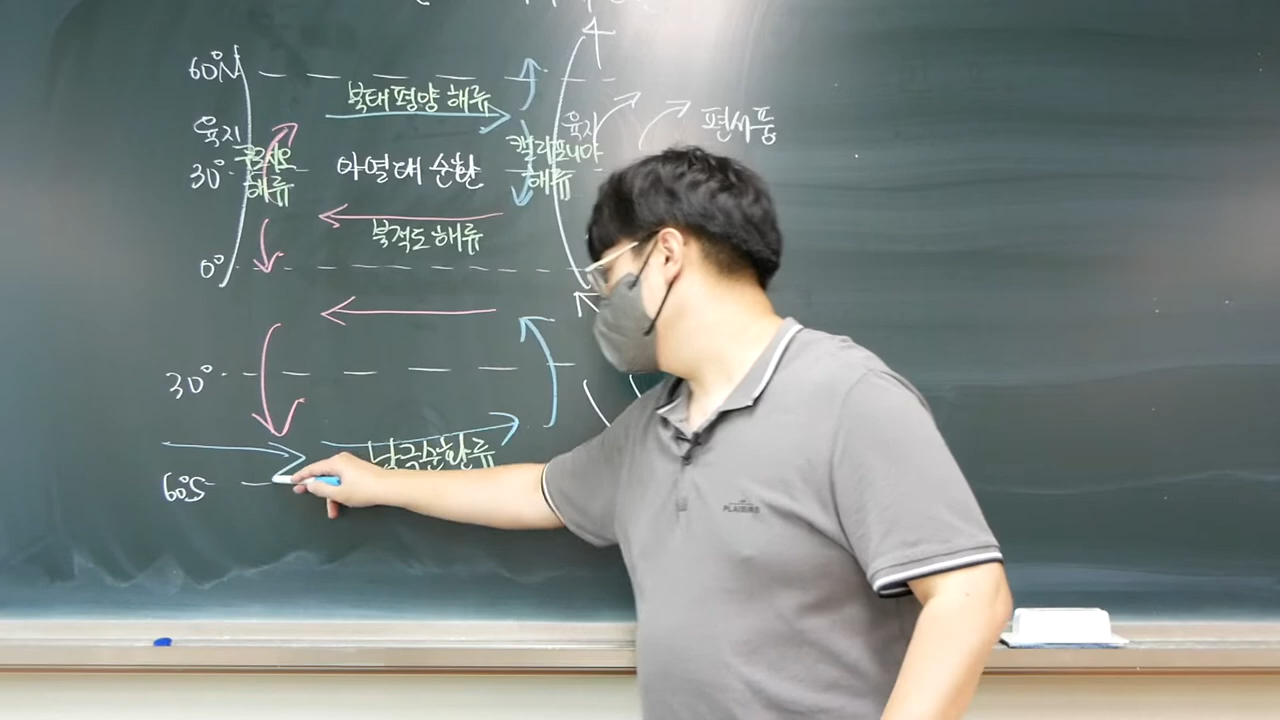 60°N
북태평양 해류
육지
육지
편서풍
쿠로시오
해류
30°
아열대 순환
캘리포니아
해류
북적도 해류
0°
30°
남극순환류
60°S
PLAISIRS